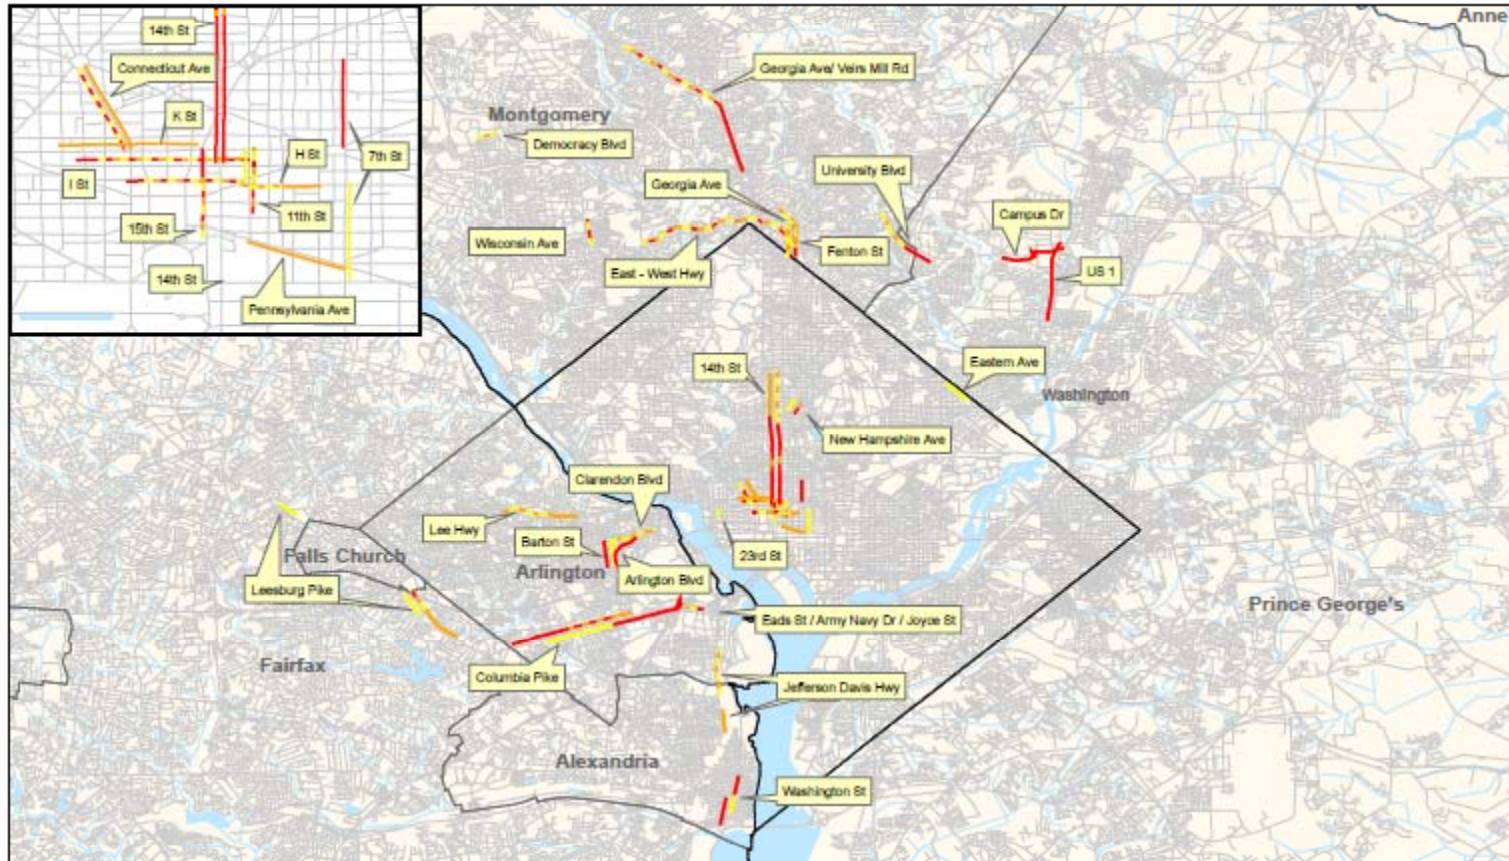 14th St
Connecticut Ave
K St
H St
7th St
I St
11th St
15th St
14th St
Pennsylvania Ave
Anne
Georgia Ave/ Veirs Mill Rd
Montgomery
Democracy Blvd
University Blvd
Georgia Ave
Campus Dr
Wisconsin Ave
Fenton St
East - West Hwy
US 1
14th St
Eastern Ave
Washington
New Hampshire Ave
Clarendon Blvd
Lee Hwy
Barton St
23rd St
Falls Church
Arlington
Arlington Blvd
Leesburg Pike
Prince George's
Eads St / Army Navy Dr / Joyce St
Fairfax
Columbia Pike
Jefferson Davis Hwy
Alexandria
Washington St